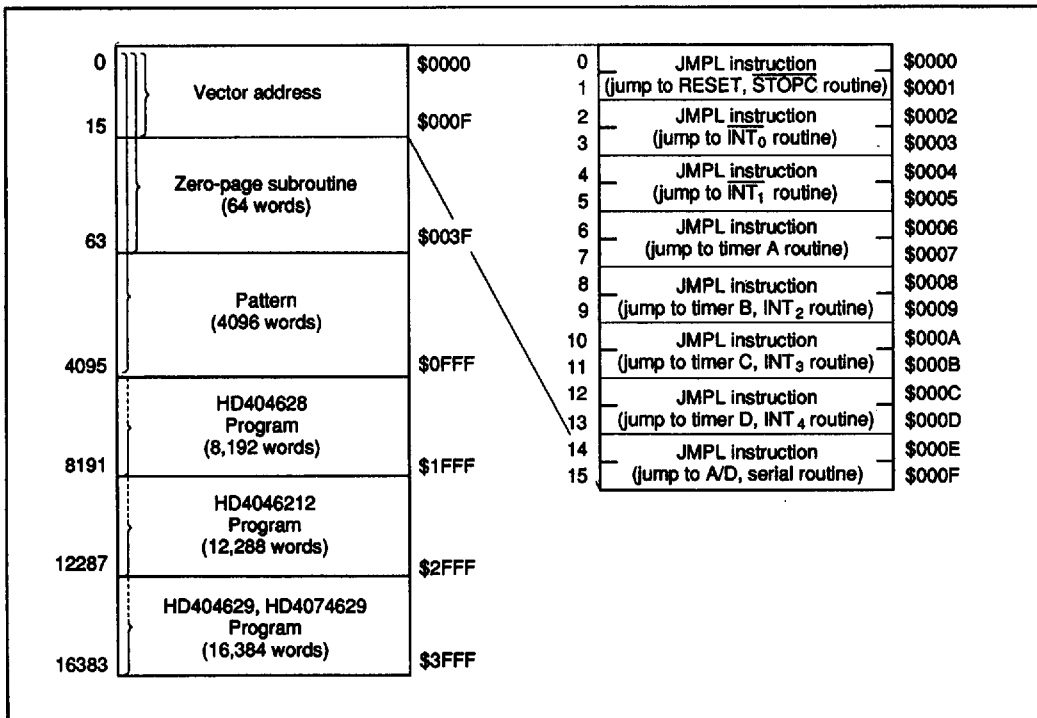 0
Vector address
$0000
15
$000F
Zero-page subroutine
(64 words)
63
$003F
Pattern
(4096 words)
4095
$0FFF
HD404628
Program
(8,192 words)
8191
$1FFF
HD4046212
Program
(12,288 words)
12287
$2FFF
HD404629, HD4074629
Program
(16,384 words)
16383
$3FFF
0 JMPL instruction $0000
1 (jump to RESET, STOPC routine) $0001
2 JMPL instruction $0002
3 (jump to INT₀ routine) $0003
4 JMPL instruction $0004
5 (jump to INT₁ routine) $0005
6 JMPL instruction $0006
7 (jump to timer A routine) $0007
8 JMPL instruction $0008
9 (jump to timer B, INT₂ routine) $0009
10 JMPL instruction $000A
11 (jump to timer C, INT₃ routine) $000B
12 JMPL instruction $000C
13 (jump to timer D, INT₄ routine) $000D
14 JMPL instruction $000E
15 (jump to A/D, serial routine) $000F